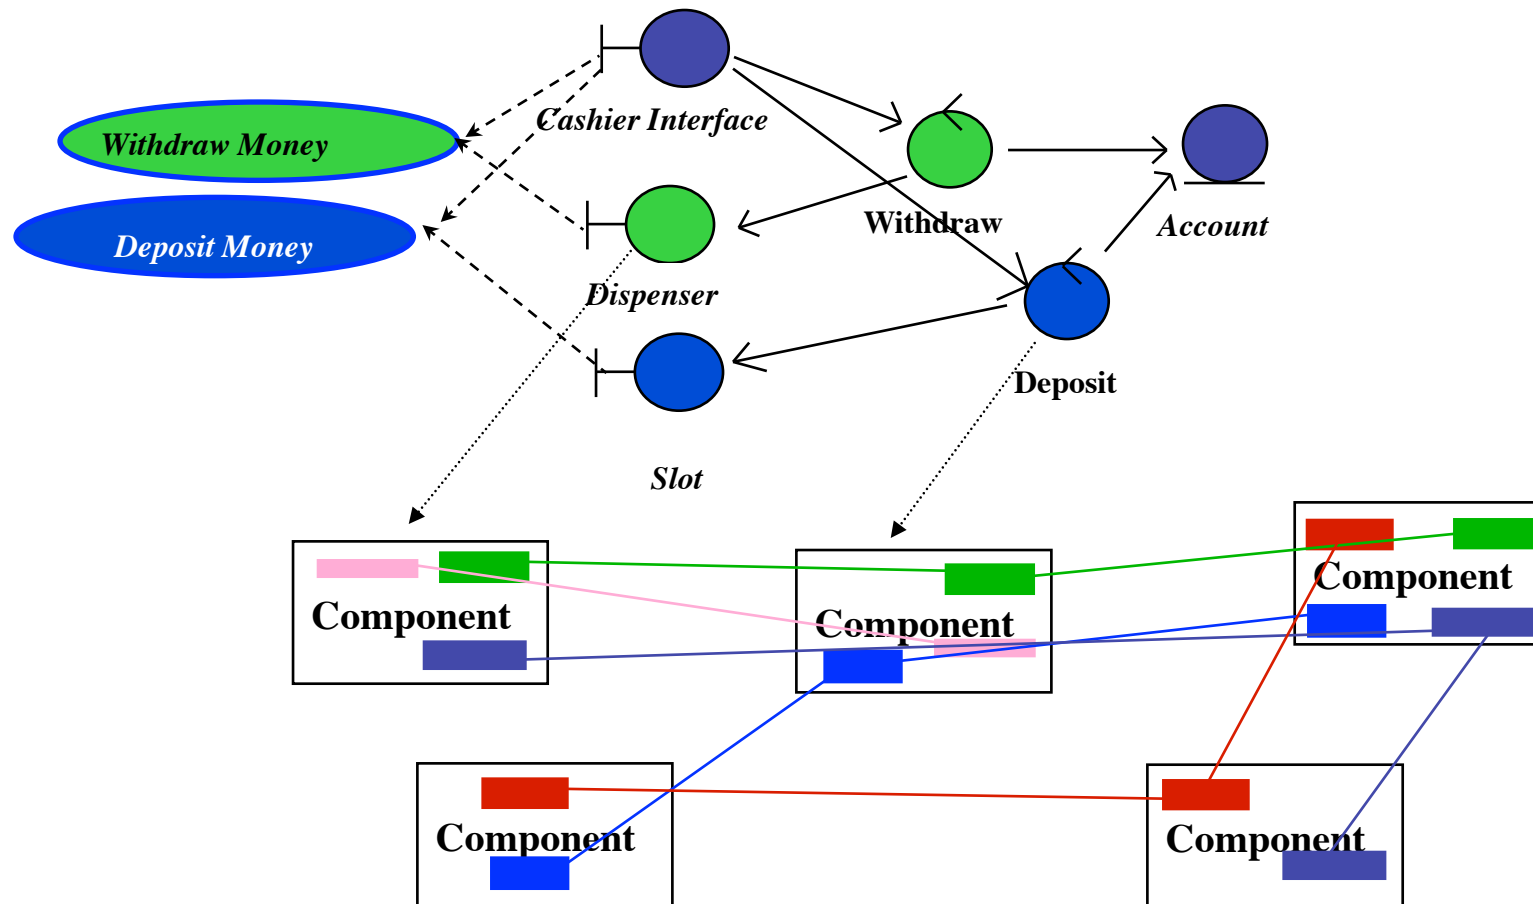 Cashier Interface
Withdraw Money
Withdraw
Account
Deposit Money
Dispenser
Deposit
Slot
Component
Component
Component
Component
Component